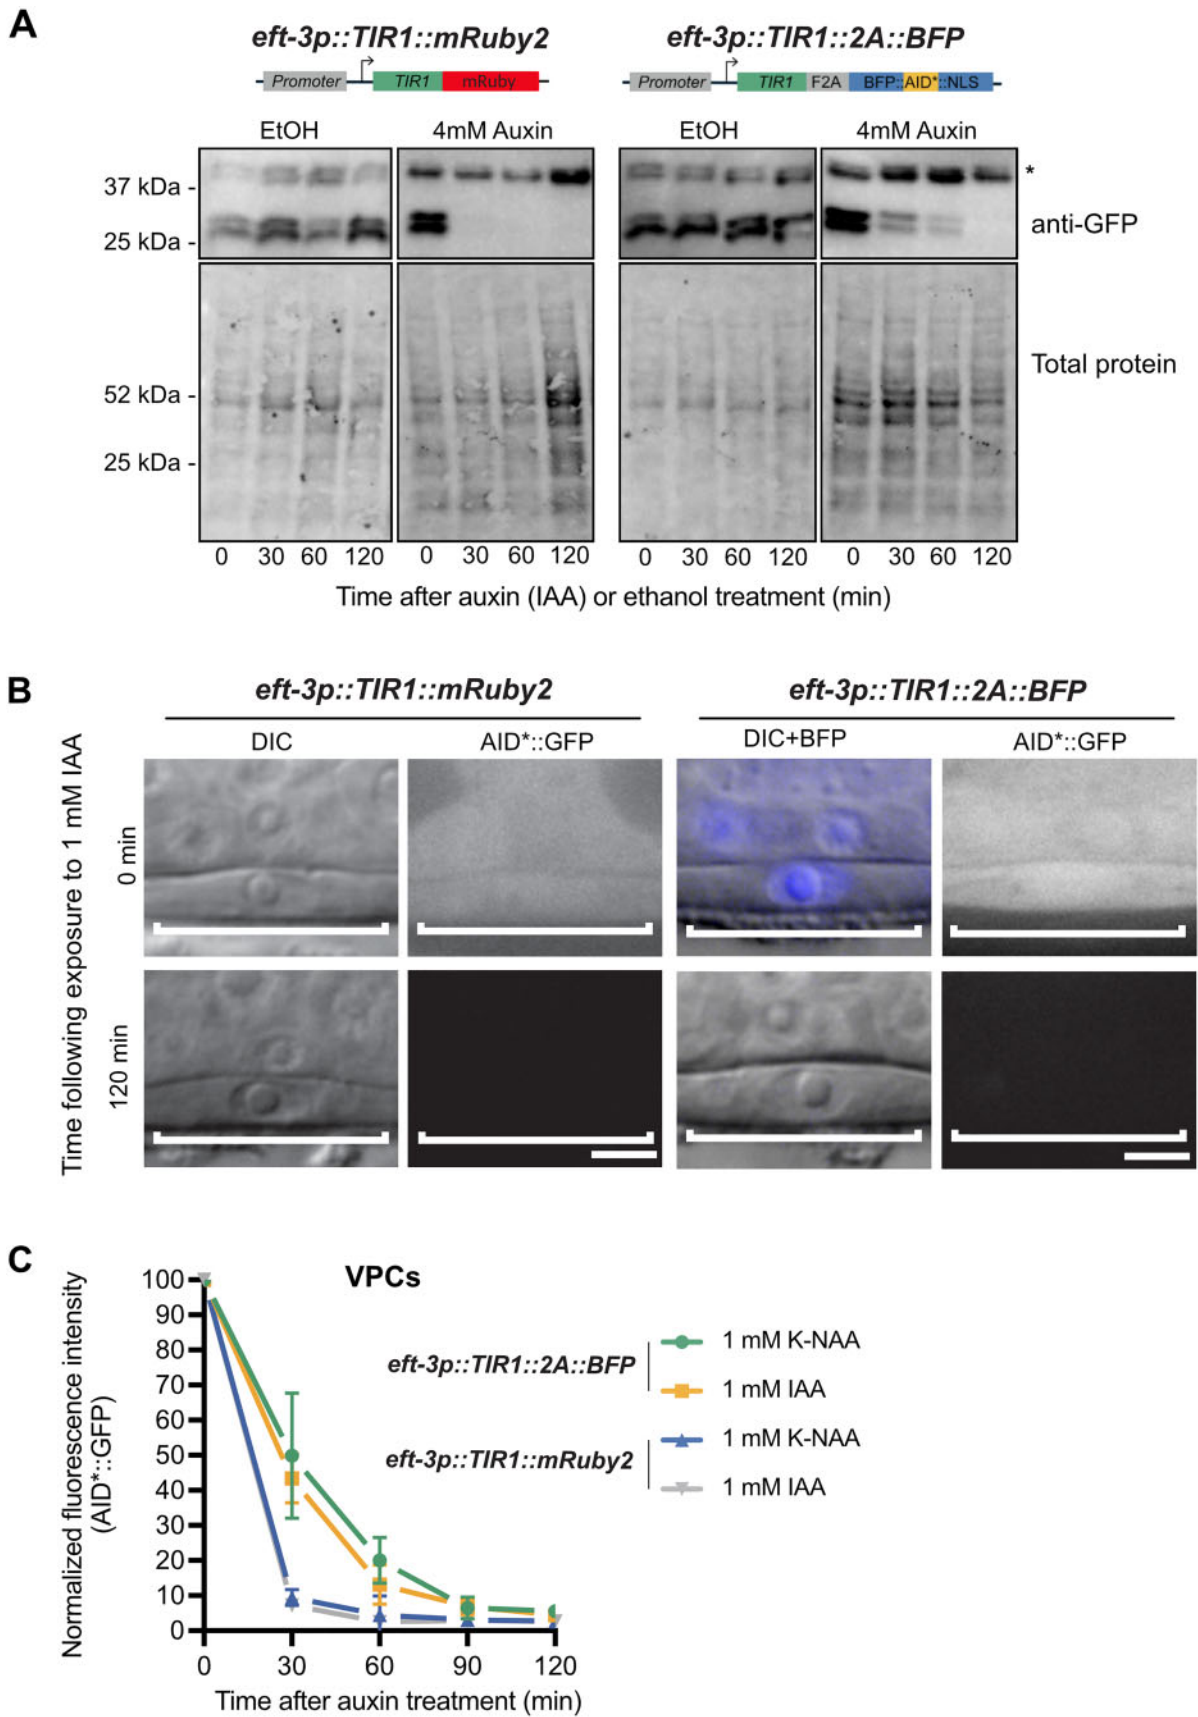 A
eft-3p::TIR1::mRuby2 eft-3p::TIR1::2A::BFP
Promoter TIR1 mRuby Promoter TIR1 F2A BFP::AID*::NLS
EtOH 4mM Auxin EtOH 4mM Auxin
37 kDa -
*
25 kDa -
anti-GFP
52 kDa -
25 kDa -
Total protein
0 30 60 120 0 30 60 120 0 30 60 120 0 30 60 120
Time after auxin (IAA) or ethanol treatment (min)
B
eft-3p::TIR1::mRuby2 eft-3p::TIR1::2A::BFP
DIC AID*::GFP DIC+BFP AID*::GFP
Time following exposure to 1 mM IAA
0 min
120 min
C
VPCs
Normalized fluorescence intensity
(AID*::GFP)
100
90
80
70
60
50
40
30
20
10
0
eft-3p::TIR1::2A::BFP
1 mM K-NAA
1 mM IAA
eft-3p::TIR1::mRuby2
1 mM K-NAA
1 mM IAA
0 30 60 90 120
Time after auxin treatment (min)